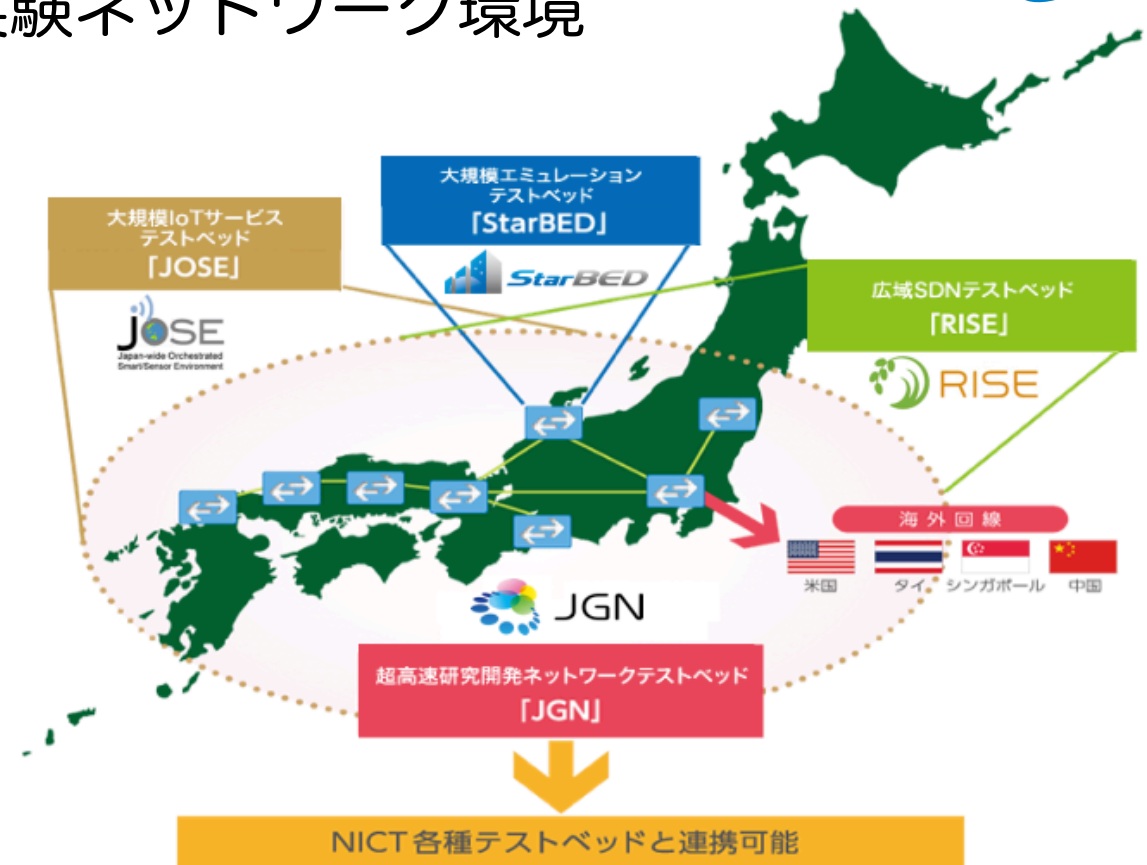 験ネットワーク環境
大規模エミュレーション
テストベッド
「StarBED」
StarBED
大規模IoTサービス
テストベッド
「JOSE」
JOSE
Japan-wide Orchestrated
Smart/Sensor Environment
広域SDNテストベッド
「RISE」
RISE
海外回線
米国
タイ
シンガポール
中国
JGN
超高速研究開発ネットワークテストベッド
「JGN」
NICT各種テストベッドと連携可能